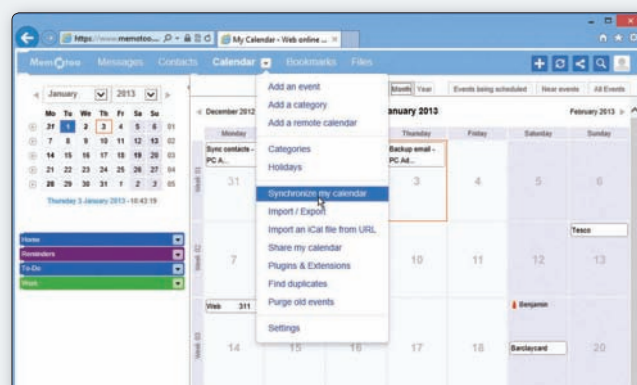 https://www.memotoo...
My Calendar - Web online ...
Memotoo Messages Contacts Calendar Bookmarks Files
January 2013
Month Year Events being scheduled Near events All Events
Mo Tu We Th Fr Sa Su
31 1 2 3 4 5 6 01
7 8 9 10 11 12 13 02
14 15 16 17 18 19 20 03
21 22 23 24 25 26 27 04
28 29 30 31 1 2 3 05
Thursday 3 January 2013 - 10:43:19
Home
Reminders
To-Do
Work
Add an event
Add a category
Add a remote calendar
Categories
Holidays
Synchronize my calendar
Import / Export
Import an iCal file from URL
Share my calendar
Plugins & Extensions
Find duplicates
Purge old events
Settings
December 2012
anuary 2013
February 2013
Monday Thursday Friday Saturday Sunday
Sync contacts -
PC A...
Backup email -
PC Ad...
Week 01
31 3 4 5 6
Tesco
Week 02
7 10 11 12 13
Web 311
Benjamin
Week 03
14 15 16 17 18 Barclaycard 20